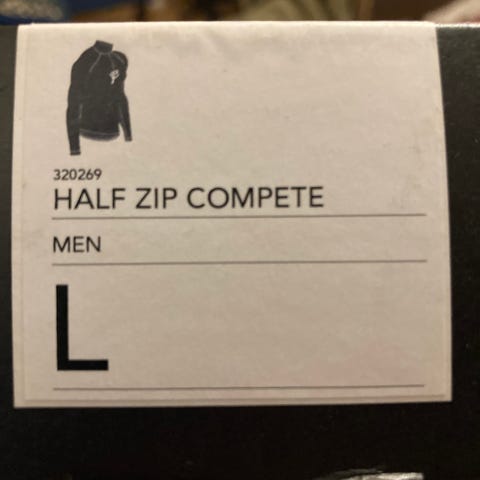 320269
HALF ZIP COMPETE
MEN
L